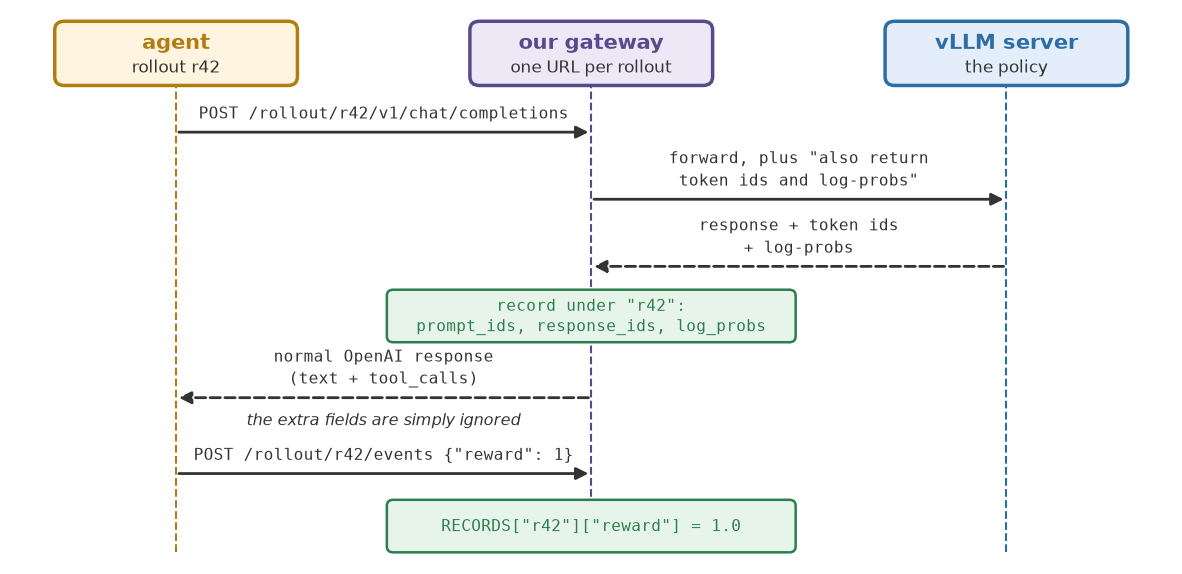 agent
rollout r42
our gateway
one URL per rollout
vLLM server
the policy
POST /rollout/r42/v1/chat/completions
forward, plus "also return
token ids and log-probs"
response + token ids
+ log-probs
record under "r42":
prompt_ids, response_ids, log_probs
normal OpenAI response
(text + tool_calls)
the extra fields are simply ignored
POST /rollout/r42/events {"reward": 1}
RECORDS["r42"]["reward"] = 1.0